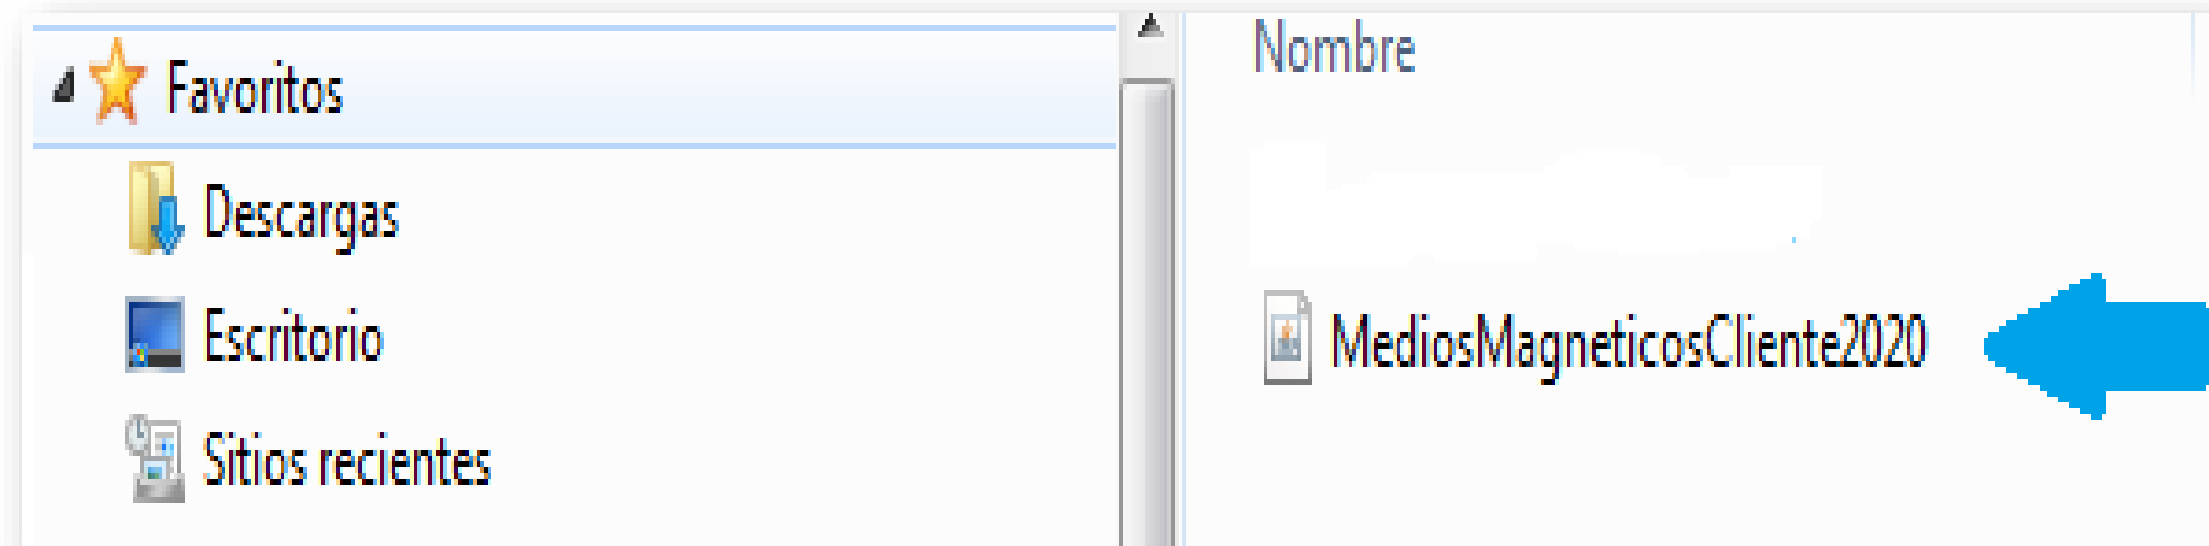 Favoritos
Descargas
Escritorio
Sitios recientes
Nombre
MediosMagneticosCliente2020